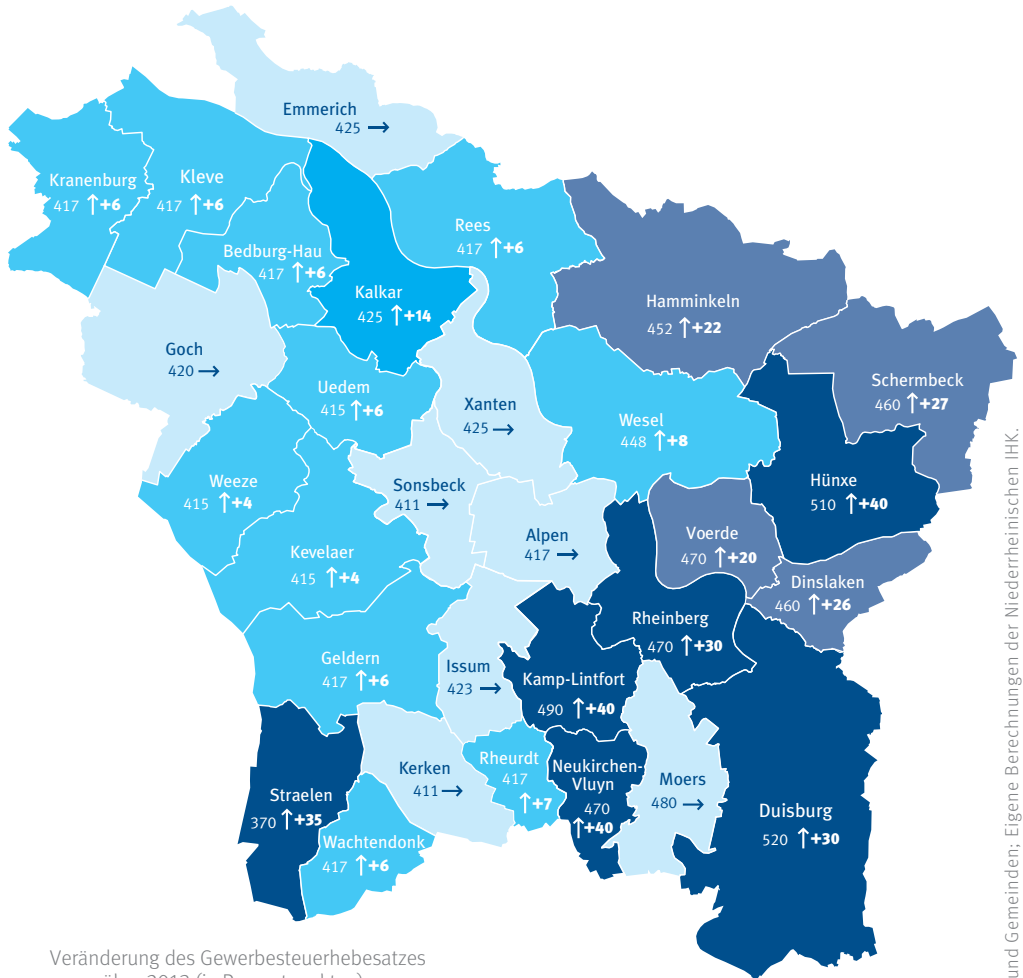 Emmerich
425 →
Kranenburg
417 ↑+6
Kleve
417 ↑+6
Bedburg-Hau
417 ↑+6
Rees
417 ↑+6
Kalkar
425 ↑+14
Hamminkeln
452 ↑+22
Goch
420 →
Uedem
415 ↑+6
Xanten
425 →
Wesel
448 ↑+8
Schermbeck
460 ↑+27
Weeze
415 ↑+4
Sonsbeck
411 →
Hünxe
510 ↑+40
Kevelaer
415 ↑+4
Alpen
417 →
Voerde
470 ↑+20
Dinslaken
460 ↑+26
Geldern
417 ↑+6
Issum
423 →
Rheinberg
470 ↑+30
Kamp-Lintfort
490 ↑+40
Straelen
370 ↑+35
Kerken
411 →
Rheurdt
417
↑+7
Neukirchen-
Vluyn
470
↑+40
Moers
480 →
Duisburg
520 ↑+30
Wachtendonk
417 ↑+6
Veränderung des Gewerbesteuerhebesatzes
und Gemeinden; Eigene Berechnungen der Niederrheinischen IHK.